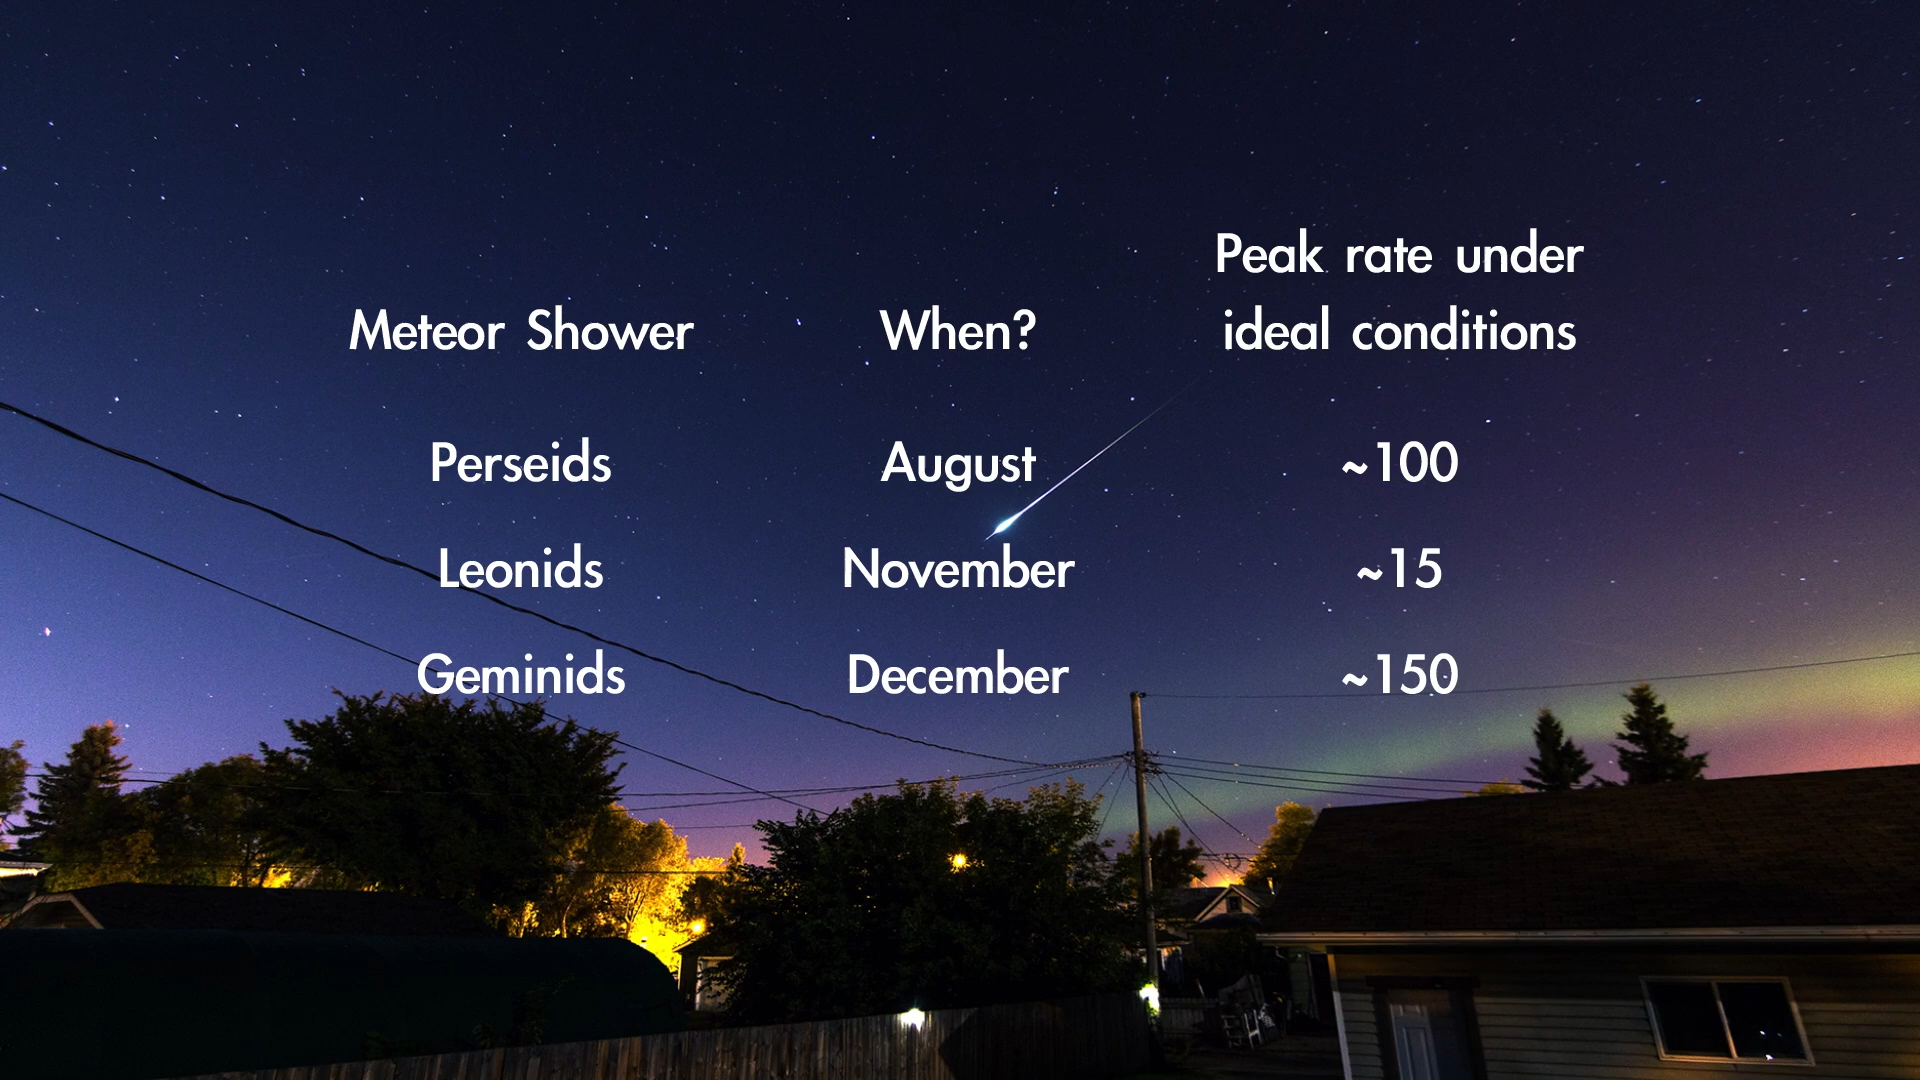 Peak rate under
Meteor Shower When? ideal conditions
Perseids August ~100
Leonids November ~15
Geminids December ~150